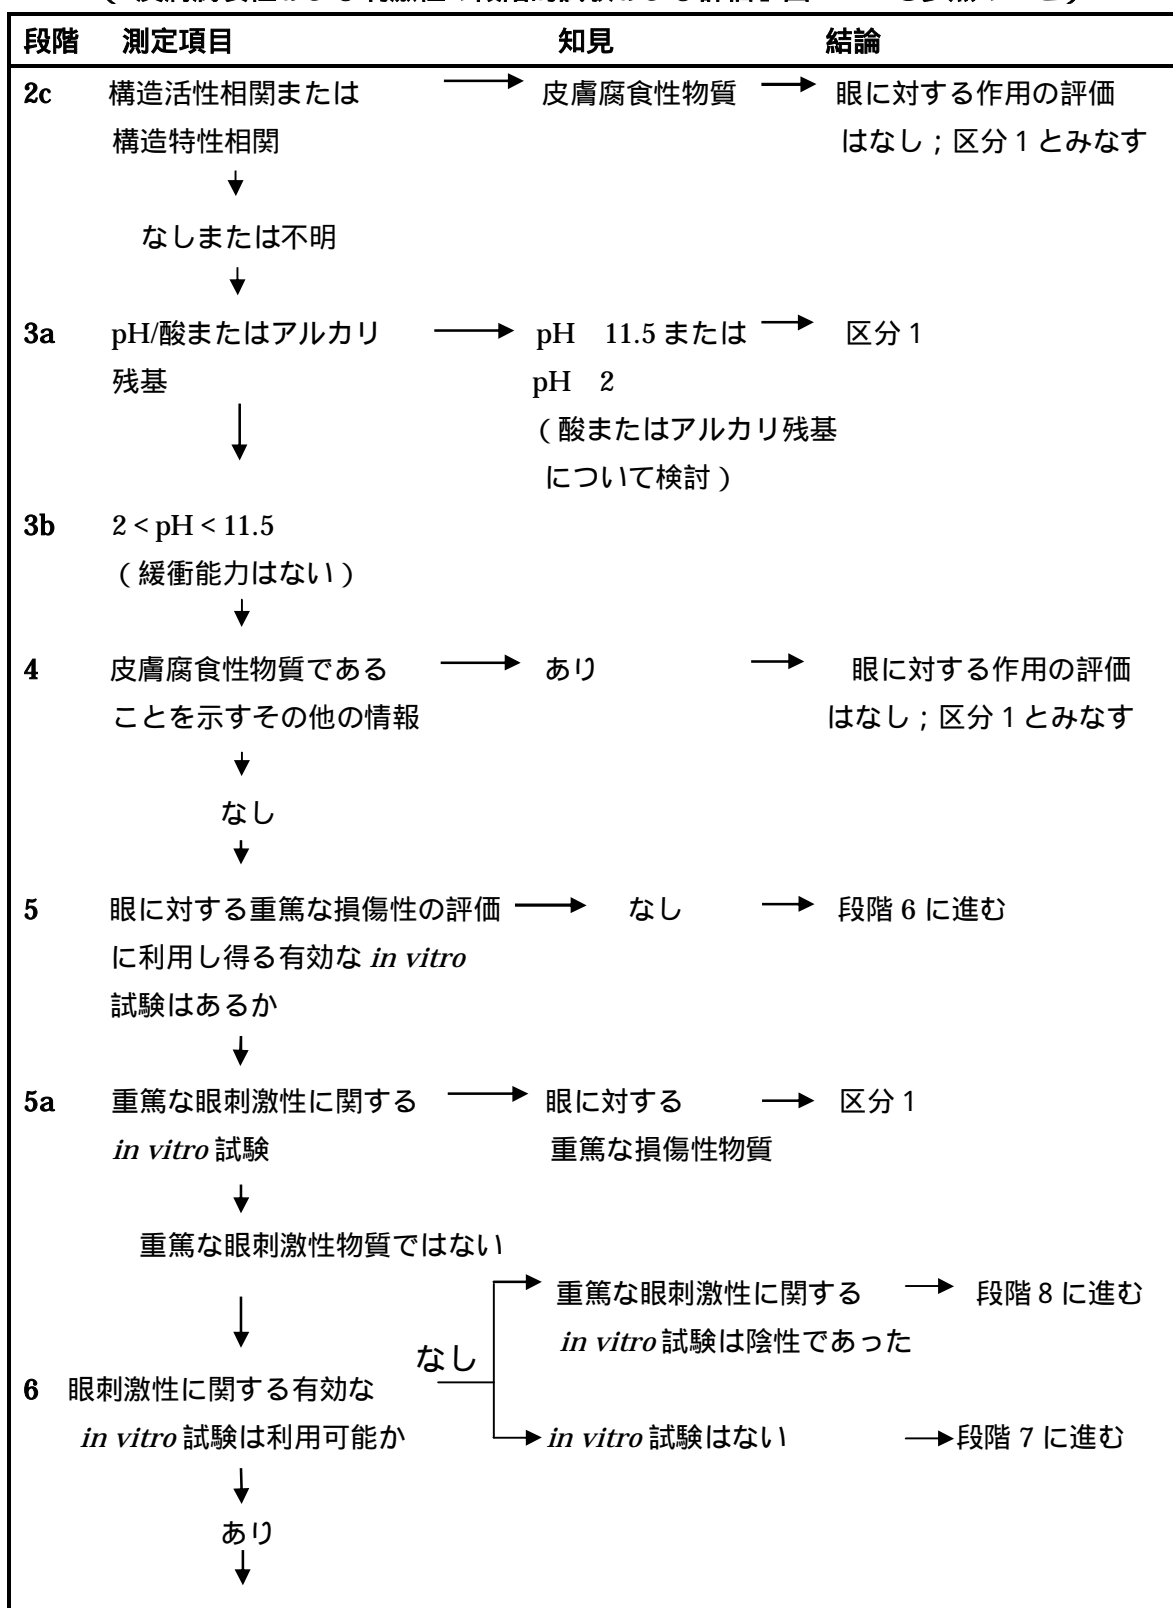 段階 測定項目 知見 結論
2c 構造活性相関または 皮膚腐食性物質 眼に対する作用の評価
構造特性相関 はなし；区分1とみなす
なしまたは不明
3a pH/酸またはアルカリ pH 11.5または 区分1
残基 pH 2
（酸またはアルカリ残基
について検討）
3b 2 < pH < 11.5
（緩衝能力はない）
4 皮膚腐食性物質である あり 眼に対する作用の評価
ことを示すその他の情報 はなし；区分1とみなす
なし
5 眼に対する重篤な損傷性の評価 なし 段階6に進む
に利用し得る有効な in vitro
試験はあるか
5a 重篤な眼刺激性に関する 眼に対する 区分1
in vitro 試験 重篤な損傷性物質
重篤な眼刺激性物質ではない
重篤な眼刺激性に関する 段階8に進む
in vitro 試験は陰性であった
なし
6 眼刺激性に関する有効な
in vitro 試験は利用可能か in vitro 試験はない 段階7に進む
あり